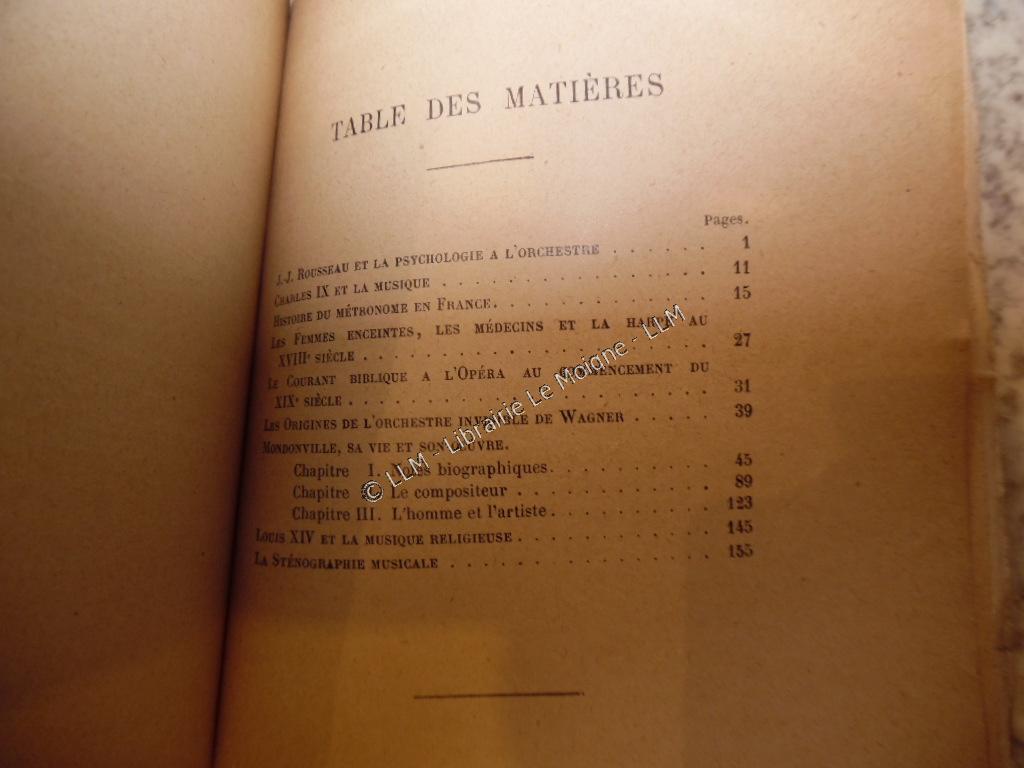 TABLE DES MATIÈRES
Pages.
J.-J. ROUSSEAU ET LA PSYCHOLOGIE A L'ORCHESTRE . . . . . . 1
CHARLES IX ET LA MUSIQUE . . . . . . . . . . . . . 11
HISTOIRE DU MÉTRONOME EN FRANCE. . . . . . . . . . . 15
LES FEMMES ENCEINTES, LES MÉDECINS ET LA HARPE AU
XVIIIe SIÈCLE . . . . . . . . . . . . . . . . . 27
LE COURANT BIBLIQUE A L'OPÉRA AU COMMENCEMENT DU
XIXe SIÈCLE . . . . . . . . . . . . . . . . . 31
LES ORIGINES DE L'ORCHESTRE INVISIBLE DE WAGNER . . . . 39
MONDONVILLE, SA VIE ET SON ŒUVRE.
Chapitre I. Notes biographiques. . . . . . . . . . 45
Chapitre Le compositeur . . . . . . . . . . . . 89
Chapitre III. L'homme et l'artiste. . . . . . . . . . 123
LOUIS XIV ET LA MUSIQUE RELIGIEUSE . . . . . . . . . . 145
LA STÉNOGRAPHIE MUSICALE . . . . . . . . . . . . . 155
© LLM - Librairie Le Moigne - LLM